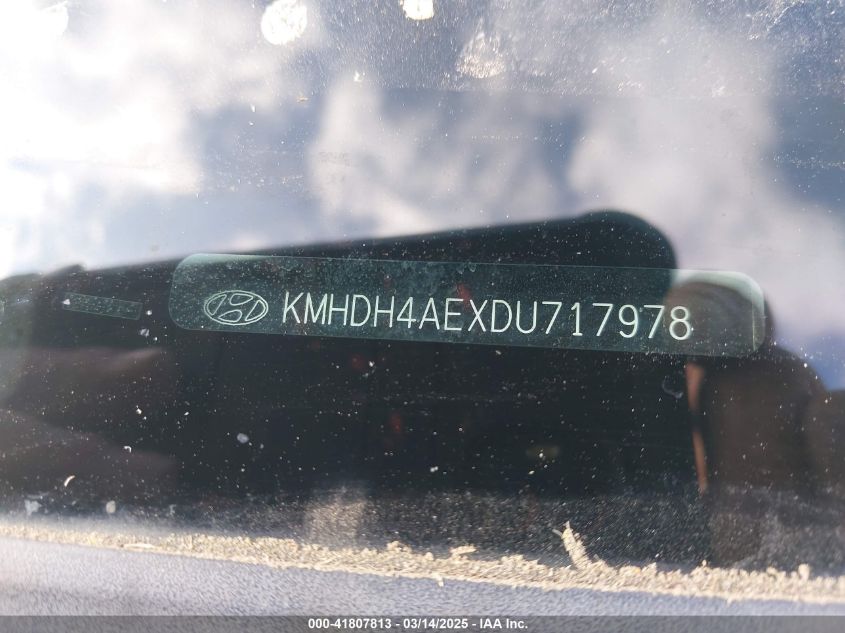 KMHDH4AEXDU717978
000-41807813 - 03/14/2025 - IAA Inc.